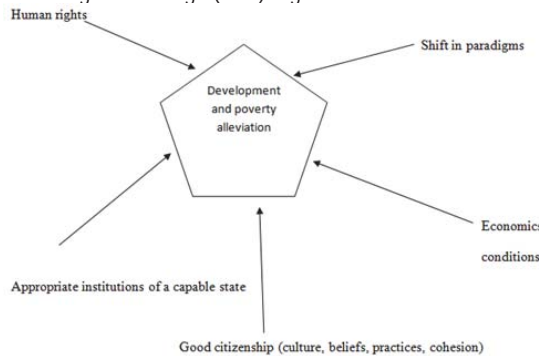 Human rights
Shift in paradigms
Development
and poverty
alleviation
Economics
conditions
Appropriate institutions of a capable state
Good citizenship (culture, beliefs, practices, cohesion)